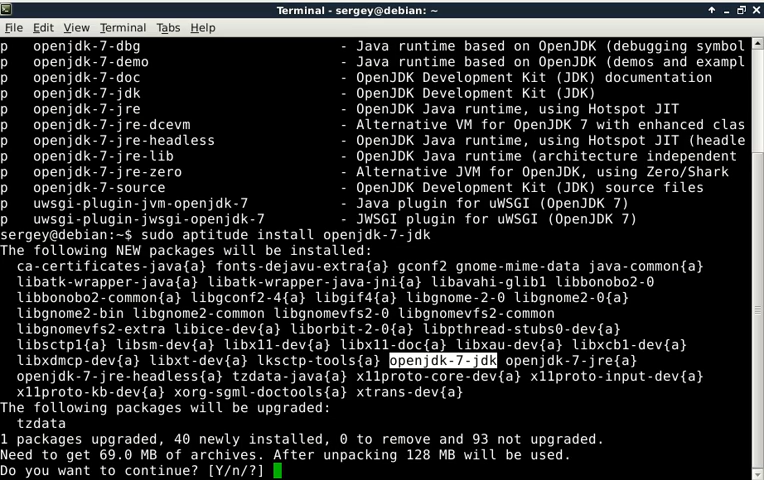 Terminal - sergey@debian: ~
File Edit View Terminal Tabs Help
p openjdk-7-dbg - Java runtime based on OpenJDK (debugging symbol
p openjdk-7-demo - Java runtime based on OpenJDK (demos and exampl
p openjdk-7-doc - OpenJDK Development Kit (JDK) documentation
p openjdk-7-jdk - OpenJDK Development Kit (JDK)
p openjdk-7-jre - OpenJDK Java runtime, using Hotspot JIT
p openjdk-7-jre-dcevm - Alternative VM for OpenJDK 7 with enhanced clas
p openjdk-7-jre-headless - OpenJDK Java runtime, using Hotspot JIT (headle
p openjdk-7-jre-lib - OpenJDK Java runtime (architecture independent
p openjdk-7-jre-zero - Alternative JVM for OpenJDK, using Zero/Shark
p openjdk-7-source - OpenJDK Development Kit (JDK) source files
p uwsgi-plugin-jvm-openjdk-7 - Java plugin for uWSGI (OpenJDK 7)
p uwsgi-plugin-jwsgi-openjdk-7 - JWSGI plugin for uWSGI (OpenJDK 7)
sergey@debian:~$ sudo aptitude install openjdk-7-jdk
The following NEW packages will be installed:
ca-certificates-java{a} fonts-dejavu-extra{a} gconf2 gnome-mime-data java-common{a}
libatk-wrapper-java{a} libatk-wrapper-java-jni{a} libavahi-glib1 libbonobo2-0
libbonobo2-common{a} libgconf2-4{a} libgif4{a} libgnome-2-0 libgnome2-0{a}
libgnome2-bin libgnome2-common libgnomevfs2-0 libgnomevfs2-common
libgnomevfs2-extra libice-dev{a} liborbit-2-0{a} libpthread-stubs0-dev{a}
libsctp1{a} libsm-dev{a} libx11-dev{a} libx11-doc{a} libxau-dev{a} libxcb1-dev{a}
libxdmcp-dev{a} libxt-dev{a} lksctp-tools{a} openjdk-7-jdk openjdk-7-jre{a}
openjdk-7-jre-headless{a} tzdata-java{a} x11proto-core-dev{a} x11proto-input-dev{a}
x11proto-kb-dev{a} xorg-sgml-doctools{a} xtrans-dev{a}
The following packages will be upgraded:
tzdata
1 packages upgraded, 40 newly installed, 0 to remove and 93 not upgraded.
Need to get 69.0 MB of archives. After unpacking 128 MB will be used.
Do you want to continue? [Y/n/?]